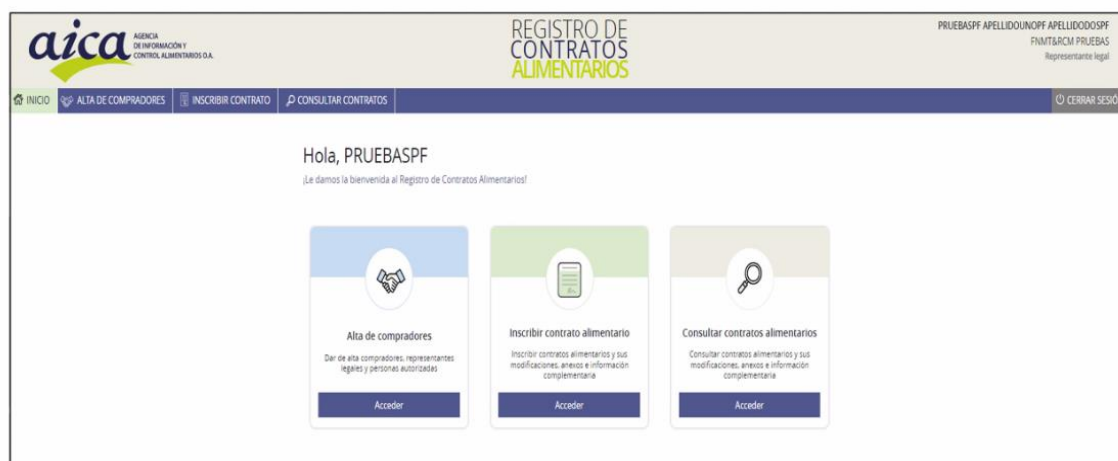 aica
AGENCIA
DE INFORMACIÓN Y
CONTROL ALIMENTARIOS O.A.
REGISTRO DE
CONTRATOS
ALIMENTARIOS
PRUEBASPF APELLIDOUNOPF APELLIDODOSPF
FNMT&RCM PRUEBAS
Representante legal
INICIO
ALTA DE COMPRADORES
INSCRIBIR CONTRATO
CONSULTAR CONTRATOS
CERRAR SESIÓ
Hola, PRUEBASPF
¡Le damos la bienvenida al Registro de Contratos Alimentarios!
Alta de compradores
Dar de alta compradores, representantes
legales y personas autorizadas
Acceder
Inscribir contrato alimentario
Inscribir contratos alimentarios y sus
modificaciones, anexos e información
complementaria
Acceder
Consultar contratos alimentarios
Consultar contratos alimentarios y sus
modificaciones, anexos e información
complementaria
Acceder